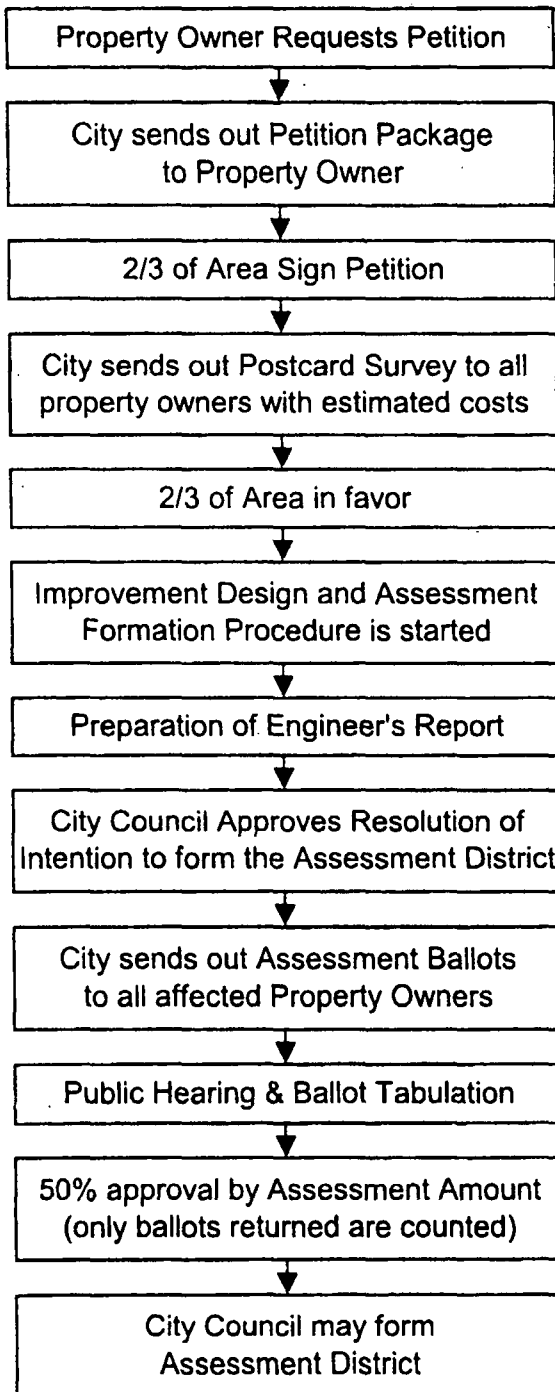 Property Owner Requests Petition
City sends out Petition Package
to Property Owner
2/3 of Area Sign Petition
City sends out Postcard Survey to all
property owners with estimated costs
2/3 of Area in favor
Improvement Design and Assessment
Formation Procedure is started
Preparation of Engineer's Report
City Council Approves Resolution of
Intention to form the Assessment District
City sends out Assessment Ballots
to all affected Property Owners
Public Hearing & Ballot Tabulation
50% approval by Assessment Amount
(only ballots returned are counted)
City Council may form
Assessment District